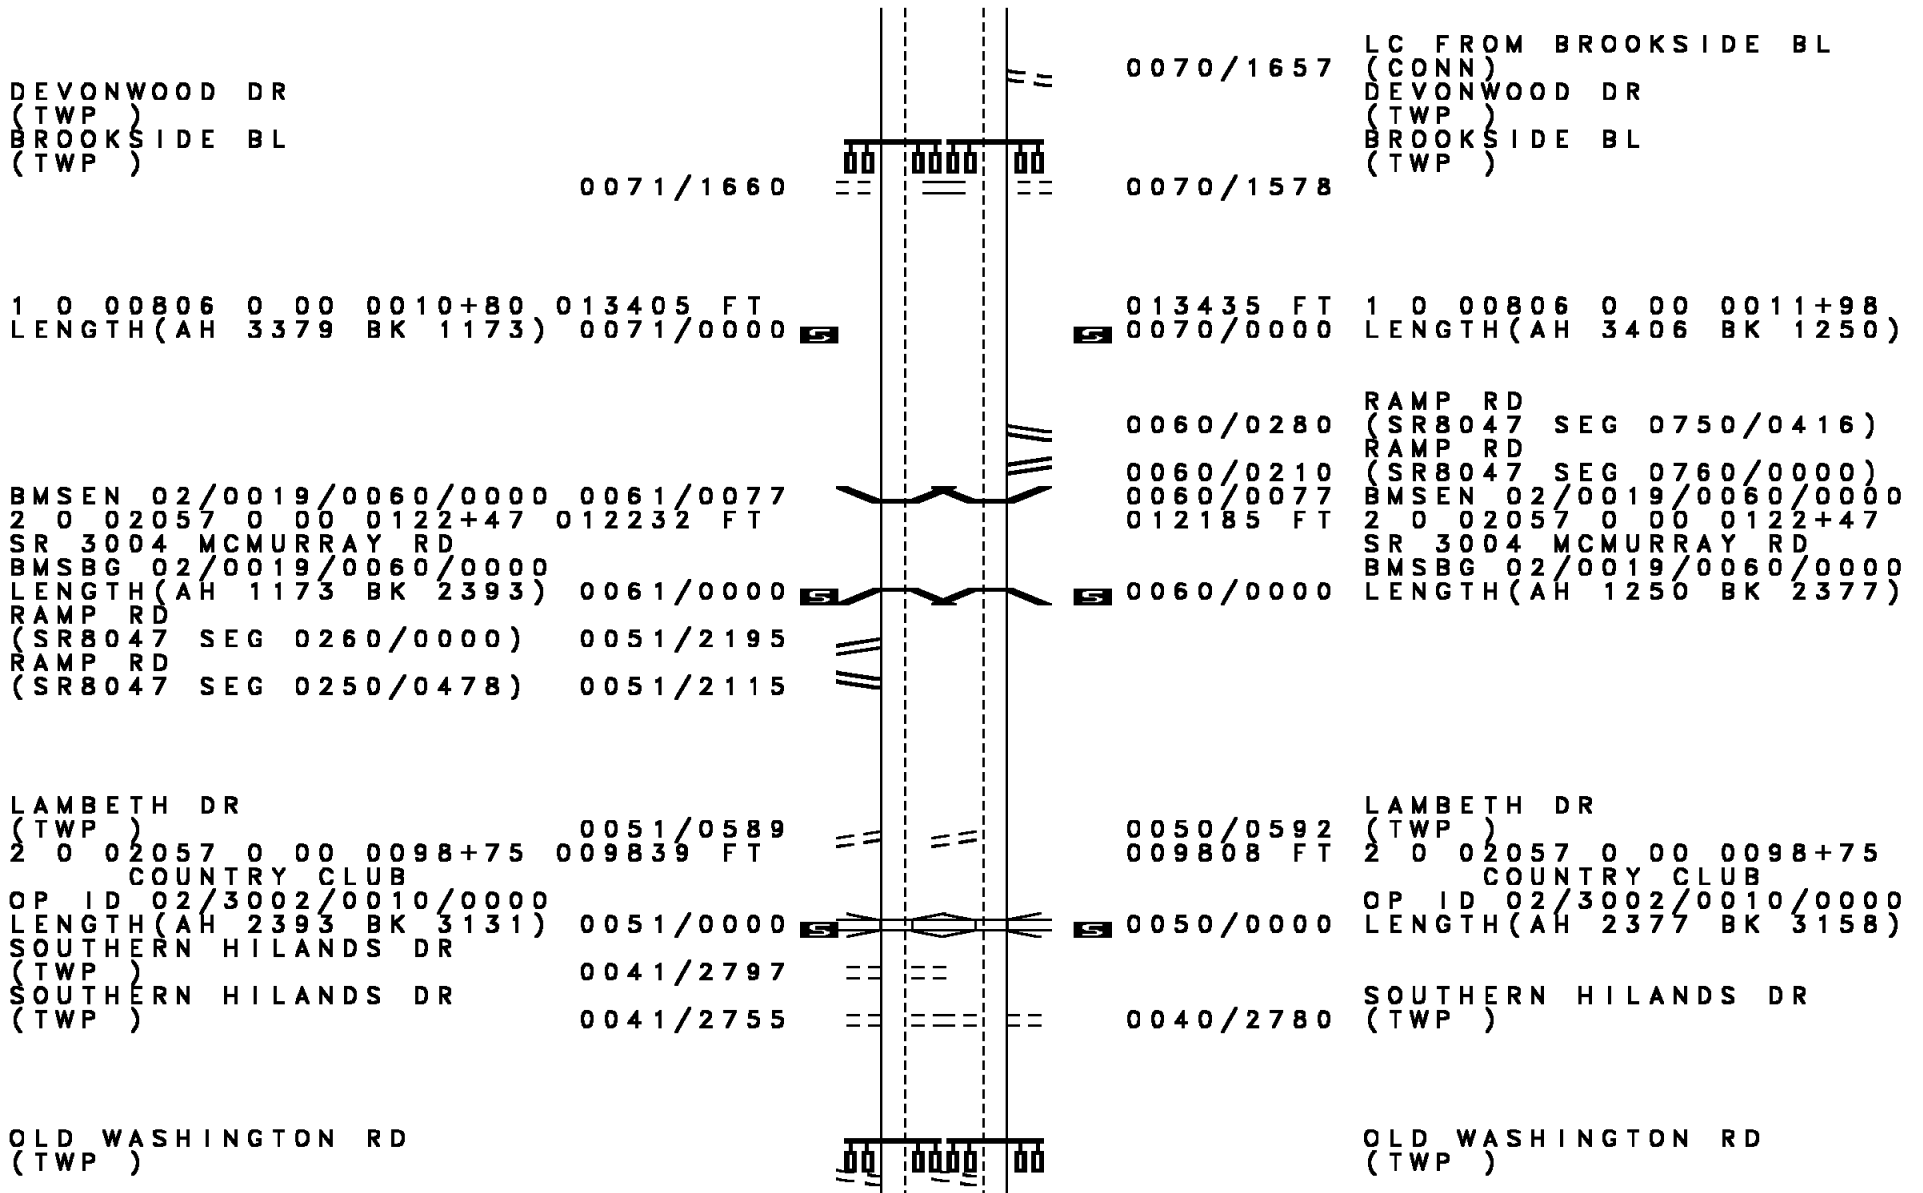 LC FROM BROOKSIDE BL
0070/1657 (CONN)
DEVONWOOD DR DEVONWOOD DR
(TWP ) (TWP )
BROOKSIDE BL BROOKSIDE BL
(TWP ) (TWP )
0071/1660 0070/1578
1 0 00806 0 00 0010+80 013405 FT 013435 FT 1 0 00806 0 00 0011+98
LENGTH(AH 3379 BK 1173) 0071/0000 S S 0070/0000 LENGTH(AH 3406 BK 1250)
RAMP RD
0060/0280 (SR8047 SEG 0750/0416)
RAMP RD
0060/0210 (SR8047 SEG 0760/0000)
BMSEN 02/0019/0060/0000 0061/0077 0060/0077 BMSEN 02/0019/0060/0000
2 0 02057 0 00 0122+47 012232 FT 012185 FT 2 0 02057 0 00 0122+47
SR 3004 MCMURRAY RD SR 3004 MCMURRAY RD
BMSBG 02/0019/0060/0000 BMSBG 02/0019/0060/0000
LENGTH(AH 1173 BK 2393) 0061/0000 S S 0060/0000 LENGTH(AH 1250 BK 2377)
RAMP RD
(SR8047 SEG 0260/0000) 0051/2195
RAMP RD
(SR8047 SEG 0250/0478) 0051/2115
LAMBETH DR LAMBETH DR
(TWP ) 0051/0589 0050/0592 (TWP )
2 0 02057 0 00 0098+75 009839 FT 009808 FT 2 0 02057 0 00 0098+75
COUNTRY CLUB COUNTRY CLUB
OP ID 02/3002/0010/0000 OP ID 02/3002/0010/0000
LENGTH(AH 2393 BK 3131) 0051/0000 S S 0050/0000 LENGTH(AH 2377 BK 3158)
SOUTHERN HILANDS DR
(TWP ) 0041/2797
SOUTHERN HILANDS DR SOUTHERN HILANDS DR
(TWP ) 0041/2755 0040/2780 (TWP )
OLD WASHINGTON RD OLD WASHINGTON RD
(TWP ) (TWP )